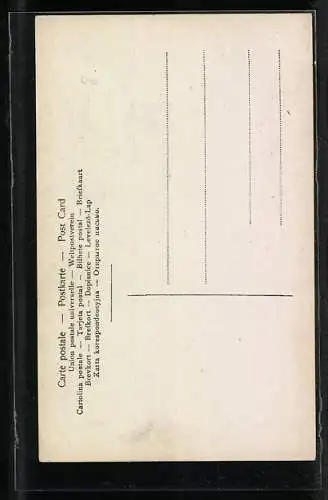 Carte postale — Postkarte — Post Card
Union postale universelle — Weltpostverein
Cartolina postale — Tarjeta postal — Bilhete postal — Briefkaart
Brevkort — Brefkort — Dopisnice — Levelező-Lap
Karta korespondencyjna — Открытое письмо.